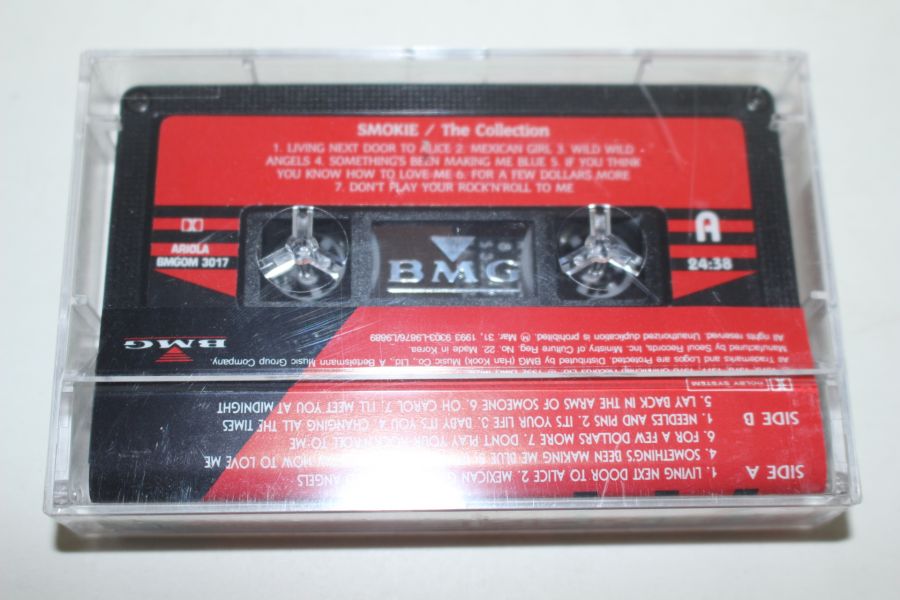 SMOKIE / The Collection
1. LIVING NEXT DOOR TO ALICE 2. MEXICAN GIRL 3. WILD WILD
ANGELS 4. SOMETHING'S BEEN MAKING ME BLUE 5. IF YOU THINK
YOU KNOW HOW TO LOVE ME 6. FOR A FEW DOLLARS MORE
7. DON'T PLAY YOUR ROCK'N'ROLL TO ME
ARIOLA
BMGOM 3017
BMG
A
24:38
BMG
SIDE A
1. LIVING NEXT DOOR TO ALICE 2. MEXICAN ANGELS
4. SOMETHING'S BEEN MAKING ME BLUE HOW TO LOVE ME
6. FOR A FEW DOLLARS MORE 7. DON'T PLAY YOUR ROCK'N'ROLL TO ME
SIDE B
1. NEEDLES AND PINS 2. IT'S YOUR LIFE 3. BABY IT'S YOU 4. CHANGING ALL THE TIMES
5. LAY BACK IN THE ARMS OF SOMEONE 6. OH CAROL 7. I'LL MEET YOU AT MIDNIGHT
DOLBY SYSTEM
All Trademarks and Logos are Protected. Distributed by BMG (Han Kook) Music Co., Ltd., A Bertelsmann Music Group Company.
Manufactured by Seoul Records, Inc. Ministry of Culture Reg. No. 22. Made in Korea.
All rights reserved. Unauthorized duplication is prohibited. Ⓟ Mar. 31, 1993 9303-L9876/L9689